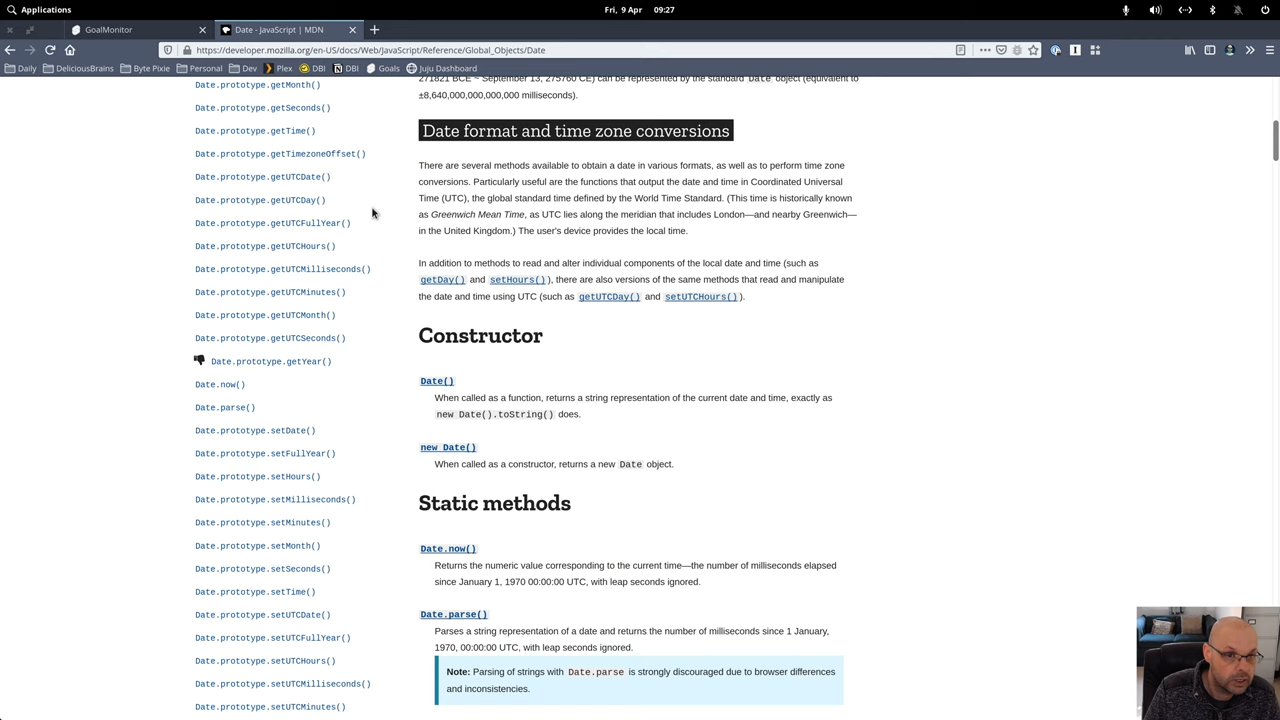 Applications
Fri, 9 Apr 09:27
GoalMonitor
Date - JavaScript | MDN
https://developer.mozilla.org/en-US/docs/Web/JavaScript/Reference/Global_Objects/Date
Daily DeliciousBrains Byte Pixie Personal Dev Plex DBI DBI Goals Juju Dashboard
Date.prototype.getMonth()
Date.prototype.getSeconds()
Date.prototype.getTime()
Date.prototype.getTimezoneOffset()
Date.prototype.getUTCDate()
Date.prototype.getUTCDay()
Date.prototype.getUTCFullYear()
Date.prototype.getUTCHours()
Date.prototype.getUTCMilliseconds()
Date.prototype.getUTCMinutes()
Date.prototype.getUTCMonth()
Date.prototype.getUTCSeconds()
Date.prototype.getYear()
Date.now()
Date.parse()
Date.prototype.setDate()
Date.prototype.setFullYear()
Date.prototype.setHours()
Date.prototype.setMilliseconds()
Date.prototype.setMinutes()
Date.prototype.setMonth()
Date.prototype.setSeconds()
Date.prototype.setTime()
Date.prototype.setUTCDate()
Date.prototype.setUTCFullYear()
Date.prototype.setUTCHours()
Date.prototype.setUTCMilliseconds()
Date.prototype.setUTCMinutes()
271821 BCE ~ September 13, 275760 CE) can be represented by the standard Date object (equivalent to
±8,640,000,000,000,000 milliseconds).
Date format and time zone conversions
There are several methods available to obtain a date in various formats, as well as to perform time zone
conversions. Particularly useful are the functions that output the date and time in Coordinated Universal
Time (UTC), the global standard time defined by the World Time Standard. (This time is historically known
as Greenwich Mean Time, as UTC lies along the meridian that includes London—and nearby Greenwich—
in the United Kingdom.) The user's device provides the local time.
In addition to methods to read and alter individual components of the local date and time (such as
getDay() and setHours()), there are also versions of the same methods that read and manipulate
the date and time using UTC (such as getUTCDay() and setUTCHours()).
Constructor
Date()
When called as a function, returns a string representation of the current date and time, exactly as
new Date().toString() does.
new Date()
When called as a constructor, returns a new Date object.
Static methods
Date.now()
Returns the numeric value corresponding to the current time—the number of milliseconds elapsed
since January 1, 1970 00:00:00 UTC, with leap seconds ignored.
Date.parse()
Parses a string representation of a date and returns the number of milliseconds since 1 January,
1970, 00:00:00 UTC, with leap seconds ignored.
Note: Parsing of strings with Date.parse is strongly discouraged due to browser differences
and inconsistencies.